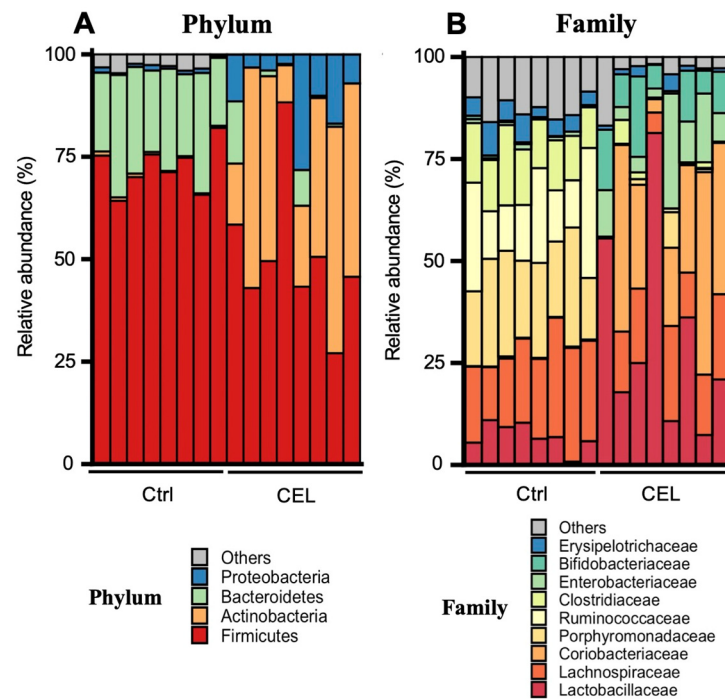 A
Phylum
Relative abundance (%)
100
75
50
25
0
Ctrl
CEL
Phylum
Others
Proteobacteria
Bacteroidetes
Actinobacteria
Firmicutes
B
Family
Relative abundance (%)
100
75
50
25
0
Ctrl
CEL
Family
Others
Erysipelotrichaceae
Bifidobacteriaceae
Enterobacteriaceae
Clostridiaceae
Ruminococcaceae
Porphyromonadaceae
Coriobacteriaceae
Lachnospiraceae
Lactobacillaceae